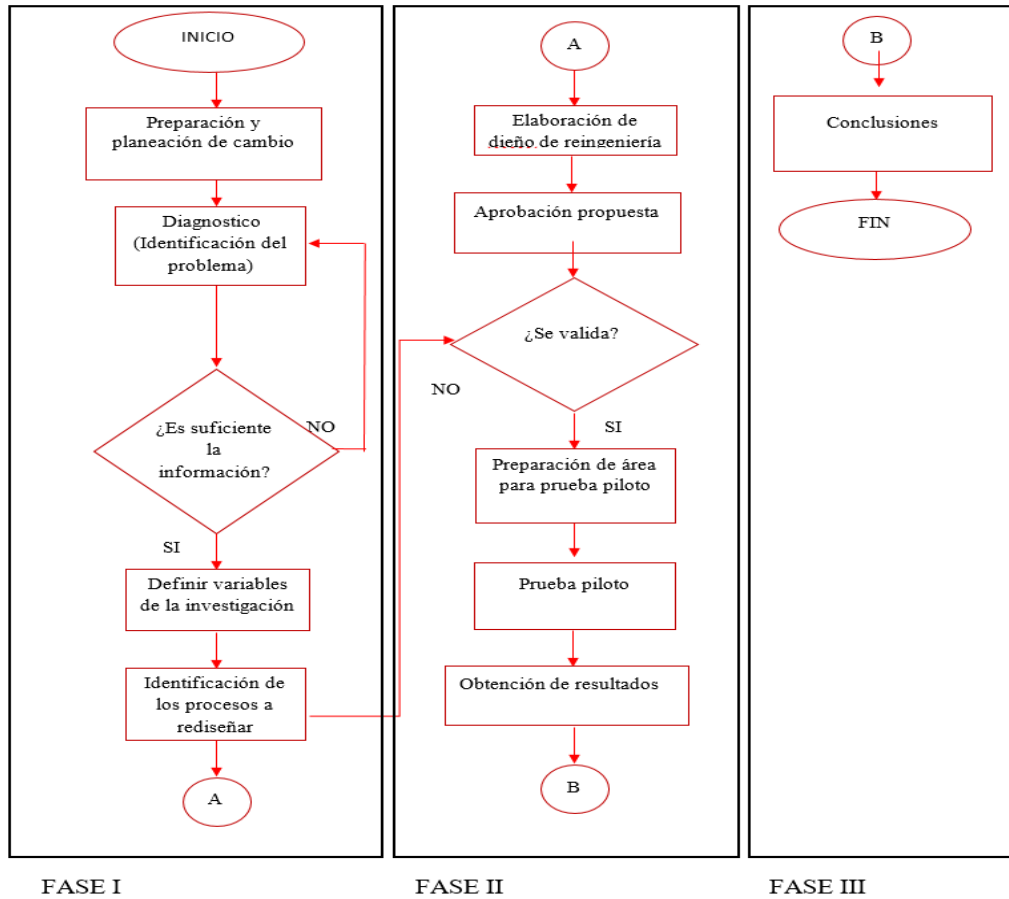 INICIO
Preparación y
planeación de cambio
Diagnostico
(Identificación del
problema)
¿Es suficiente
la
información?
NO
SI
Definir variables
de la investigación
Identificación de
los procesos a
rediseñar
A
FASE I
A
Elaboración de
dieño de reingeniería
Aprobación propuesta
¿Se valida?
NO
SI
Preparación de área
para prueba piloto
Prueba piloto
Obtención de resultados
B
FASE II
B
Conclusiones
FIN
FASE III